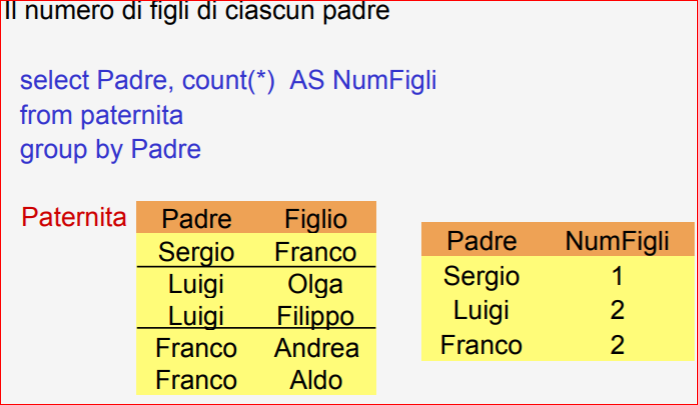 Il numero di figli di ciascun padre
select Padre, count(*) AS NumFigli
from paternita
group by Padre
Paternita
Padre Figlio
Sergio Franco
Luigi Olga
Luigi Filippo
Franco Andrea
Franco Aldo
Padre NumFigli
Sergio 1
Luigi 2
Franco 2